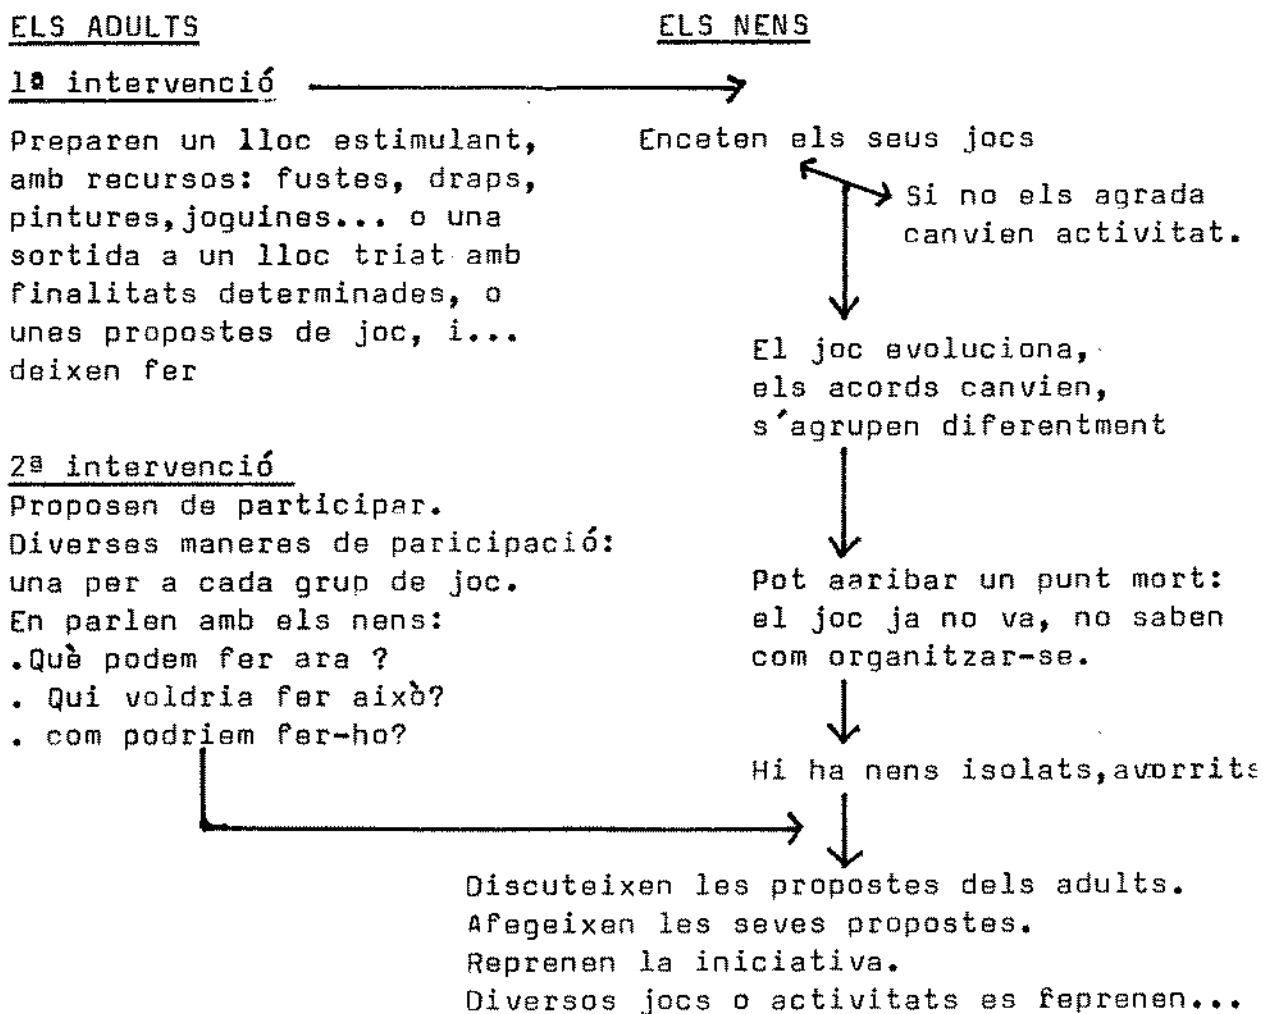 ELS ADULTS
1ª intervenció
Preparen un lloc estimulant,
amb recursos: fustes, draps,
pintures,joguines... o una
sortida a un lloc triat amb
finalitats determinades, o
unes propostes de joc, i...
deixen fer
2ª intervenció
Proposen de participar.
Diverses maneres de paricipació:
una per a cada grup de joc.
En parlen amb els nens:
.Què podem fer ara ?
. Qui voldria fer això?
. com podriem fer-ho?
ELS NENS
Enceten els seus jocs
Si no els agrada
canvien activitat.
El joc evoluciona,
els acords canvien,
s'agrupen diferentment
Pot aaribar un punt mort:
el joc ja no va, no saben
com organitzar-se.
Hi ha nens isolats,avorrits
Discuteixen les propostes dels adults.
Afegeixen les seves propostes.
Reprenen la iniciativa.
Diversos jocs o activitats es feprenen...